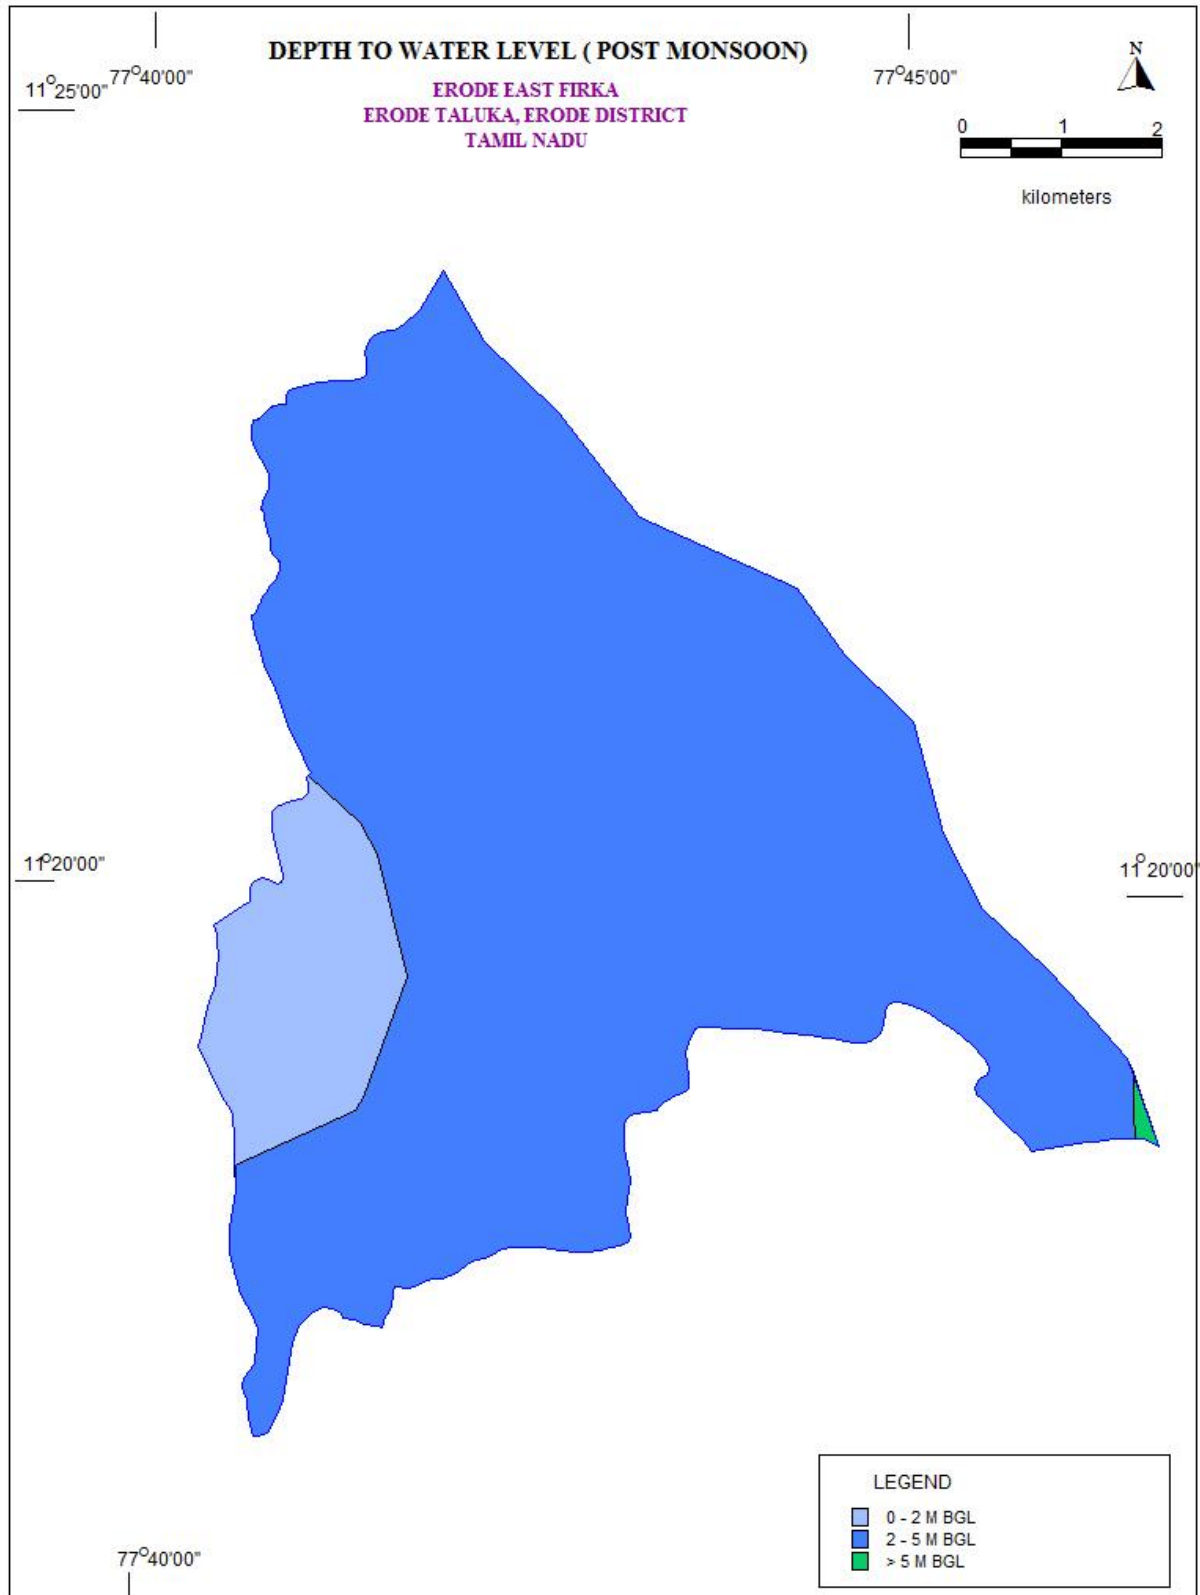 DEPTH TO WATER LEVEL ( POST MONSOON)
ERODE EAST FIRKA
ERODE TALUKA, ERODE DISTRICT
TAMIL NADU
77°40'00"
77°45'00"
11°25'00"
N
0 1 2
kilometers
11°20'00"
11°20'00"
LEGEND
0 - 2 M BGL
2 - 5 M BGL
> 5 M BGL
77°40'00"